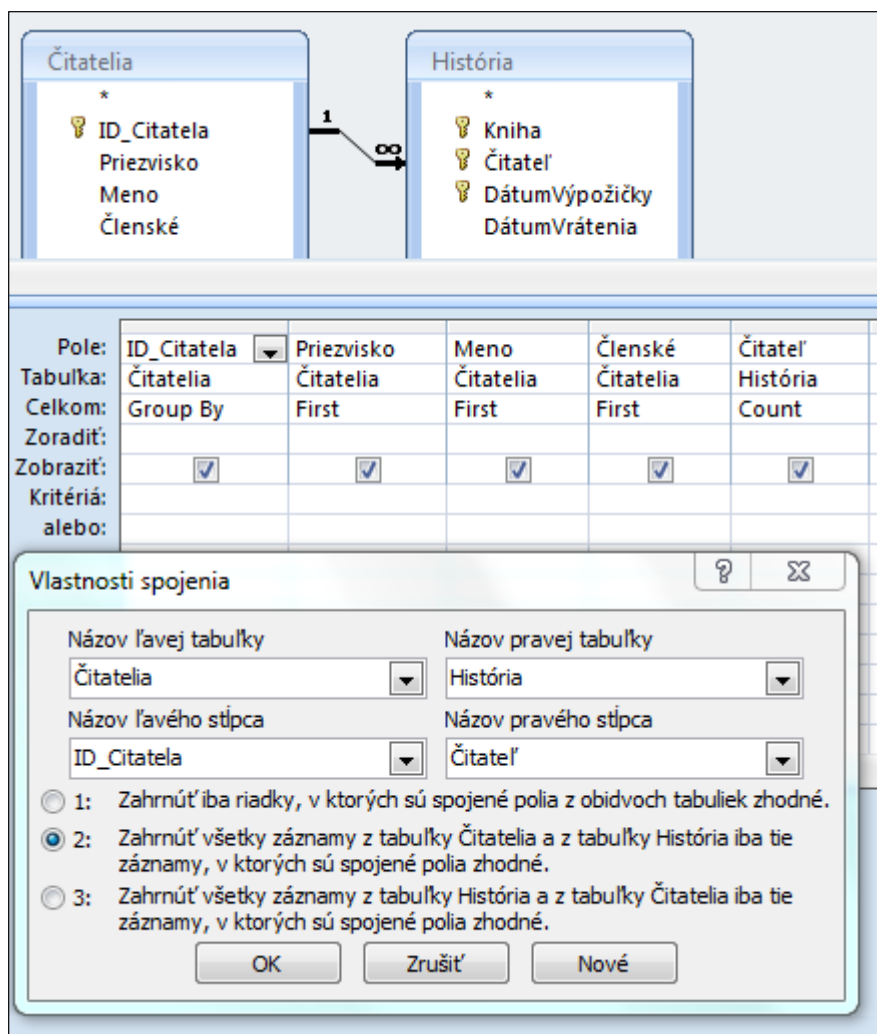 Čitatelia
*
ID_Citatela
Priezvisko
Meno
Členské
1
∞
História
*
Kniha
Čitateľ
DátumVýpožičky
DátumVrátenia
Pole: ID_Citatela Priezvisko Meno Členské Čitateľ
Tabuľka: Čitatelia Čitatelia Čitatelia Čitatelia História
Celkom: Group By First First First Count
Zoradiť:
Zobraziť:
Kritériá:
alebo:
Vlastnosti spojenia
Názov ľavej tabuľky Názov pravej tabuľky
Čitatelia História
Názov ľavého stĺpca Názov pravého stĺpca
ID_Citatela Čitateľ
1: Zahrnúť iba riadky, v ktorých sú spojené polia z obidvoch tabuliek zhodné.
2: Zahrnúť všetky záznamy z tabuľky Čitatelia a z tabuľky História iba tie
záznamy, v ktorých sú spojené polia zhodné.
3: Zahrnúť všetky záznamy z tabuľky História a z tabuľky Čitatelia iba tie
záznamy, v ktorých sú spojené polia zhodné.
OK Zrušiť Nové